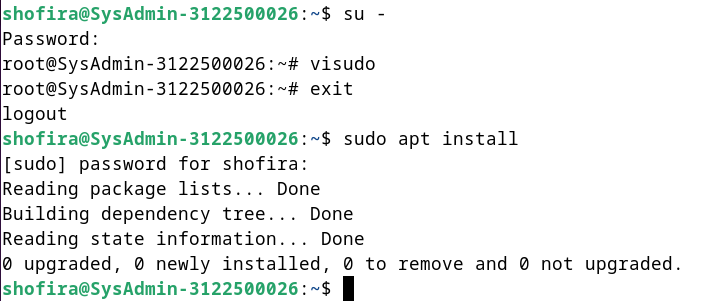 shofira@SysAdmin-3122500026:~$ su -
Password:
root@SysAdmin-3122500026:~# visudo
root@SysAdmin-3122500026:~# exit
logout
shofira@SysAdmin-3122500026:~$ sudo apt install
[sudo] password for shofira:
Reading package lists... Done
Building dependency tree... Done
Reading state information... Done
0 upgraded, 0 newly installed, 0 to remove and 0 not upgraded.
shofira@SysAdmin-3122500026:~$